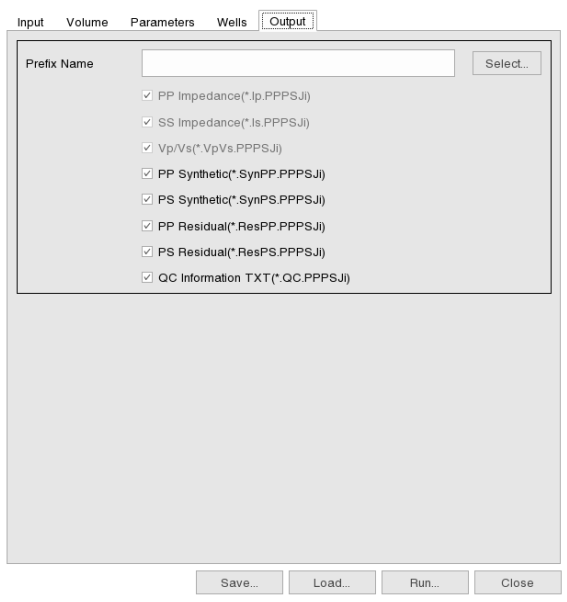 Input Volume Parameters Wells Output
Prefix Name Select...
PP Impedance(*.Ip.PPPSJi)
SS Impedance(*.Is.PPPSJi)
Vp/Vs(*.VpVs.PPPSJi)
PP Synthetic(*.SynPP.PPPSJi)
PS Synthetic(*.SynPS.PPPSJi)
PP Residual(*.ResPP.PPPSJi)
PS Residual(*.ResPS.PPPSJi)
QC Information TXT(*.QC.PPPSJi)
Save... Load... Run... Close